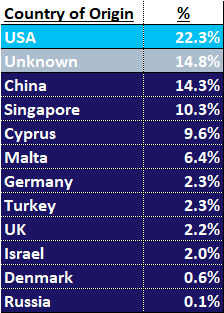 Country of Origin %
USA 22.3%
Unknown 14.8%
China 14.3%
Singapore 10.3%
Cyprus 9.6%
Malta 6.4%
Germany 2.3%
Turkey 2.3%
UK 2.2%
Israel 2.0%
Denmark 0.6%
Russia 0.1%